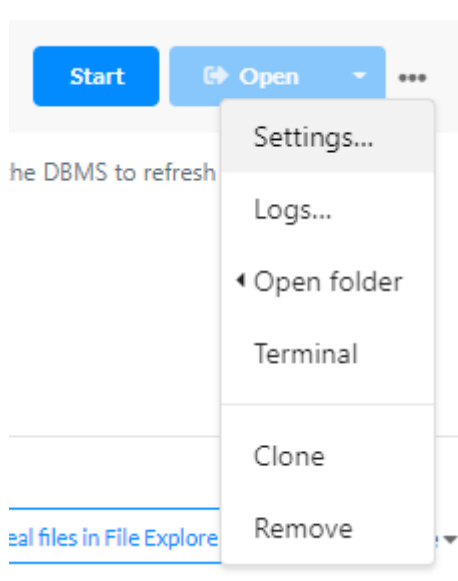 Start Open
Settings...
he DBMS to refresh
Logs...
Open folder
Terminal
Clone
eal files in File Explore
Remove